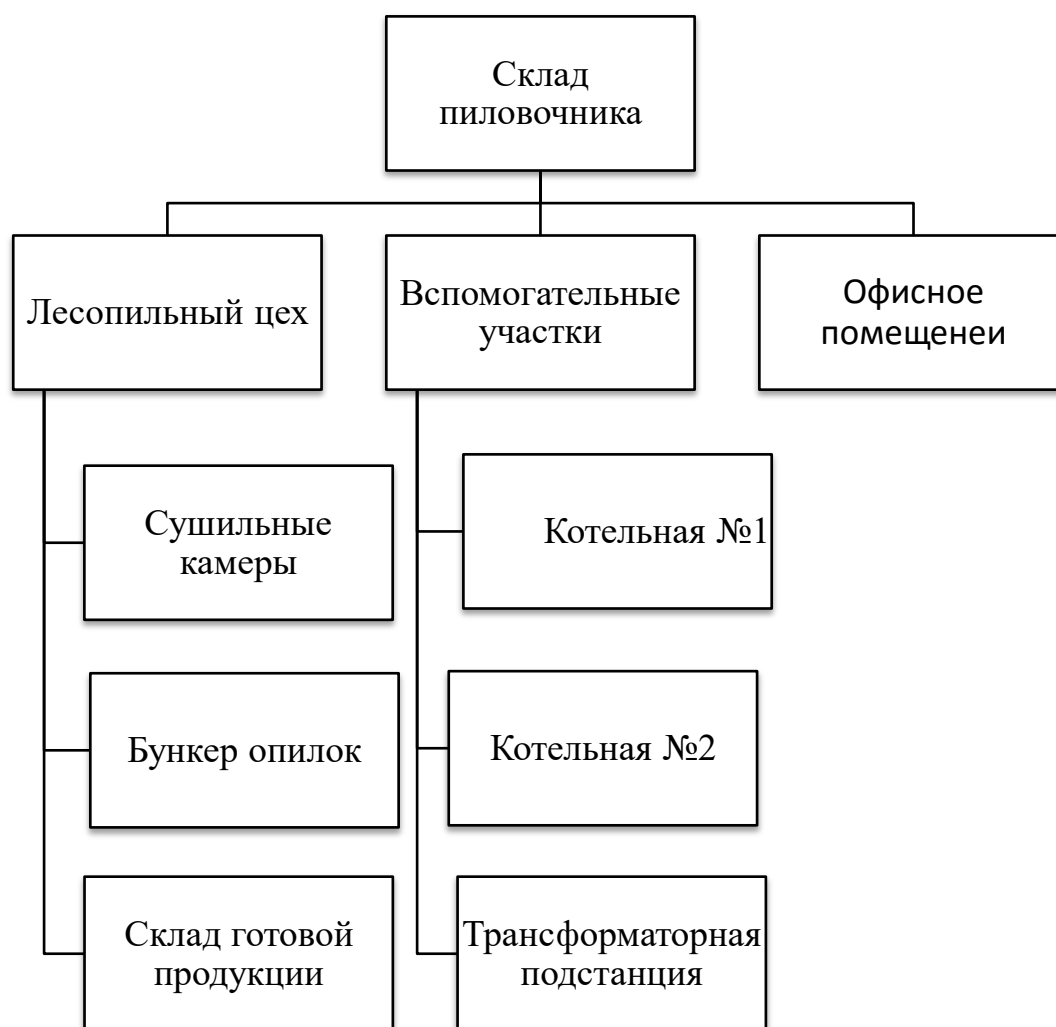 Склад
пиловочника
Лесопильный цех
Вспомогательные
участки
Офисное
помещенеи
Сушильные
камеры
Котельная №1
Бункер опилок
Котельная №2
Склад готовой
продукции
Трансформаторная
подстанция